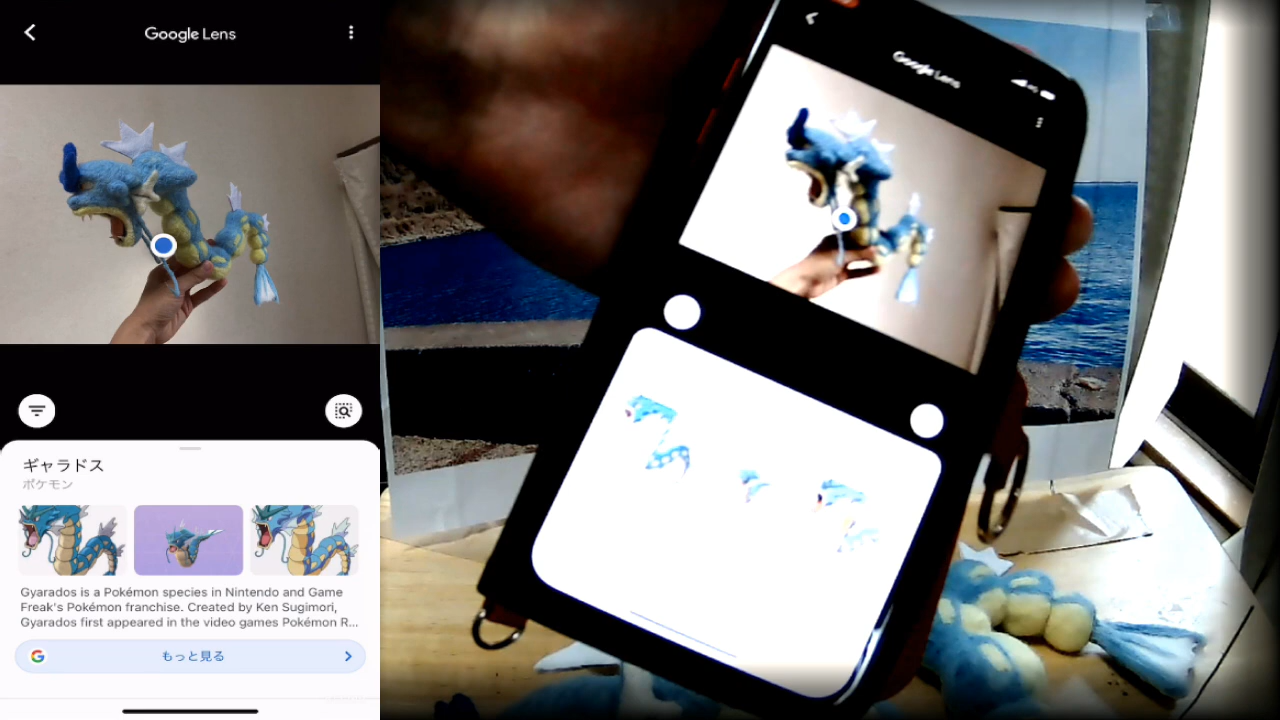 Google Lens
ギャラドス
ポケモン
Gyarados is a Pokémon species in Nintendo and Game
Freak's Pokémon franchise. Created by Ken Sugimori,
Gyarados first appeared in the video games Pokémon R...
もっと見る
Google Lens